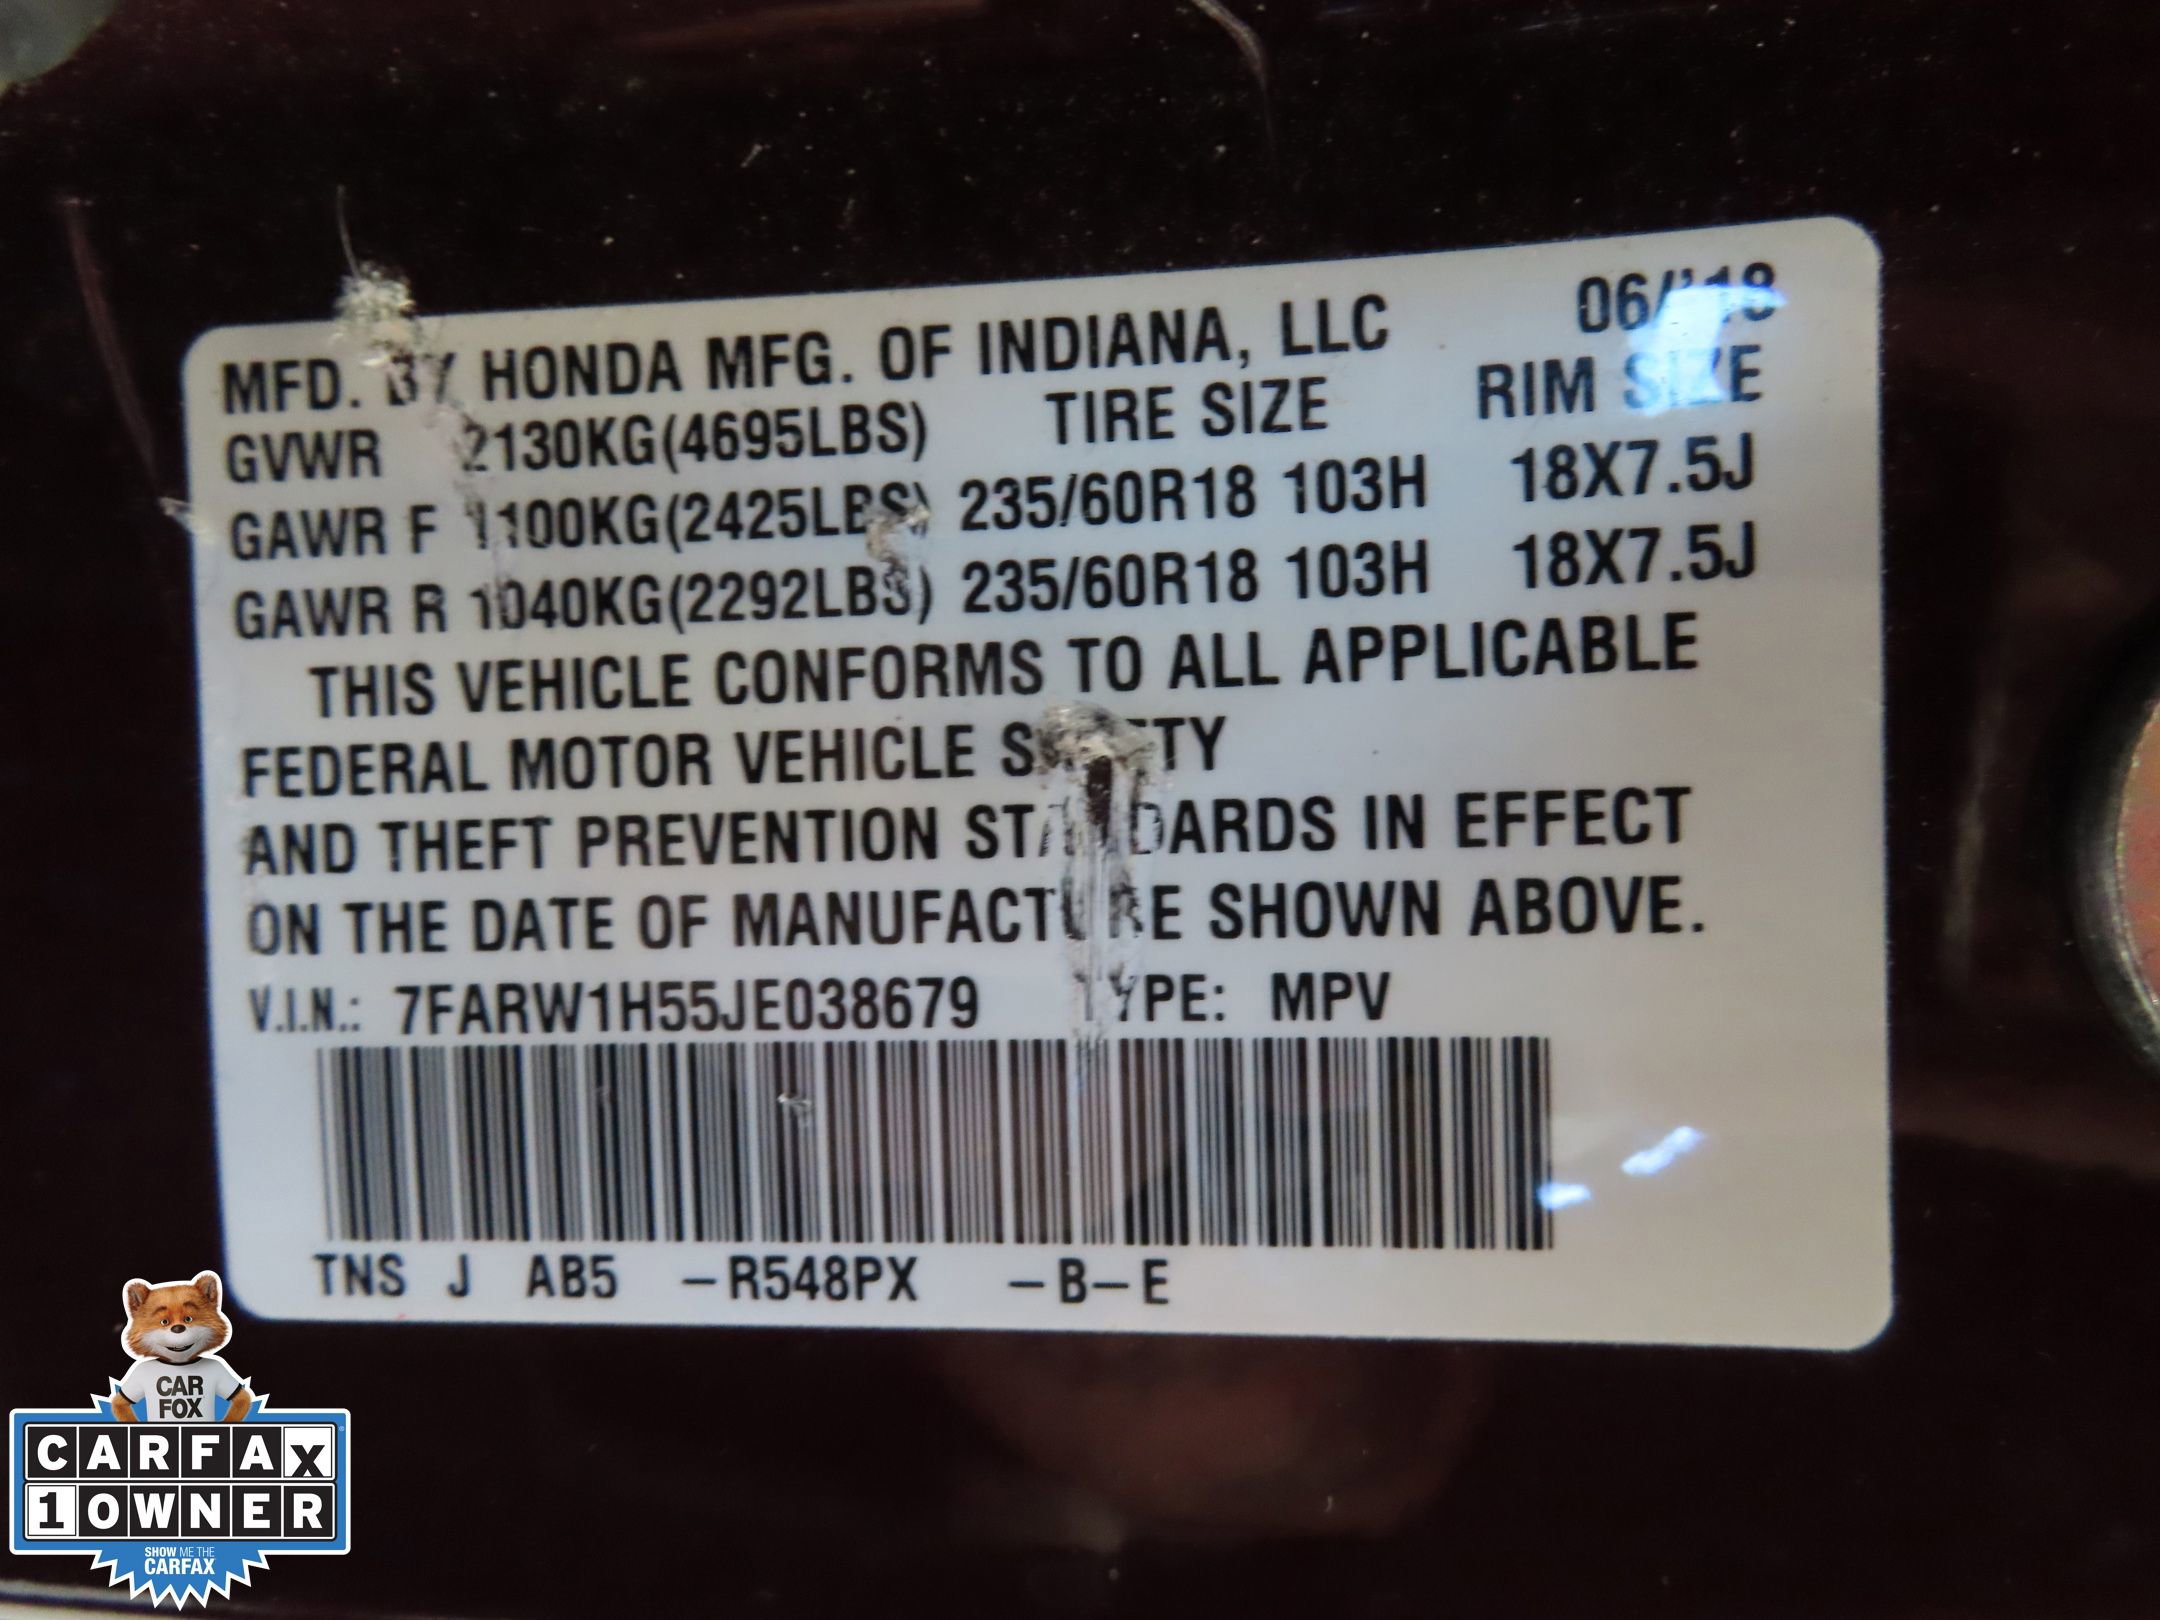 MFD. BY HONDA MFG. OF INDIANA, LLC 06/'18
GVWR 2130KG(4695LBS) TIRE SIZE RIM SIZE
GAWR F 1100KG(2425LBS) 235/60R18 103H 18X7.5J
GAWR R 1040KG(2292LBS) 235/60R18 103H 18X7.5J
THIS VEHICLE CONFORMS TO ALL APPLICABLE
FEDERAL MOTOR VEHICLE SAFETY
AND THEFT PREVENTION STANDARDS IN EFFECT
ON THE DATE OF MANUFACTURE SHOWN ABOVE.
V.I.N.: 7FARW1H55JE038679 TYPE: MPV
TNS J AB5 –R548PX –B–E
CAR
FOX
CARFAX
1 OWNER
SHOW ME THE
CARFAX